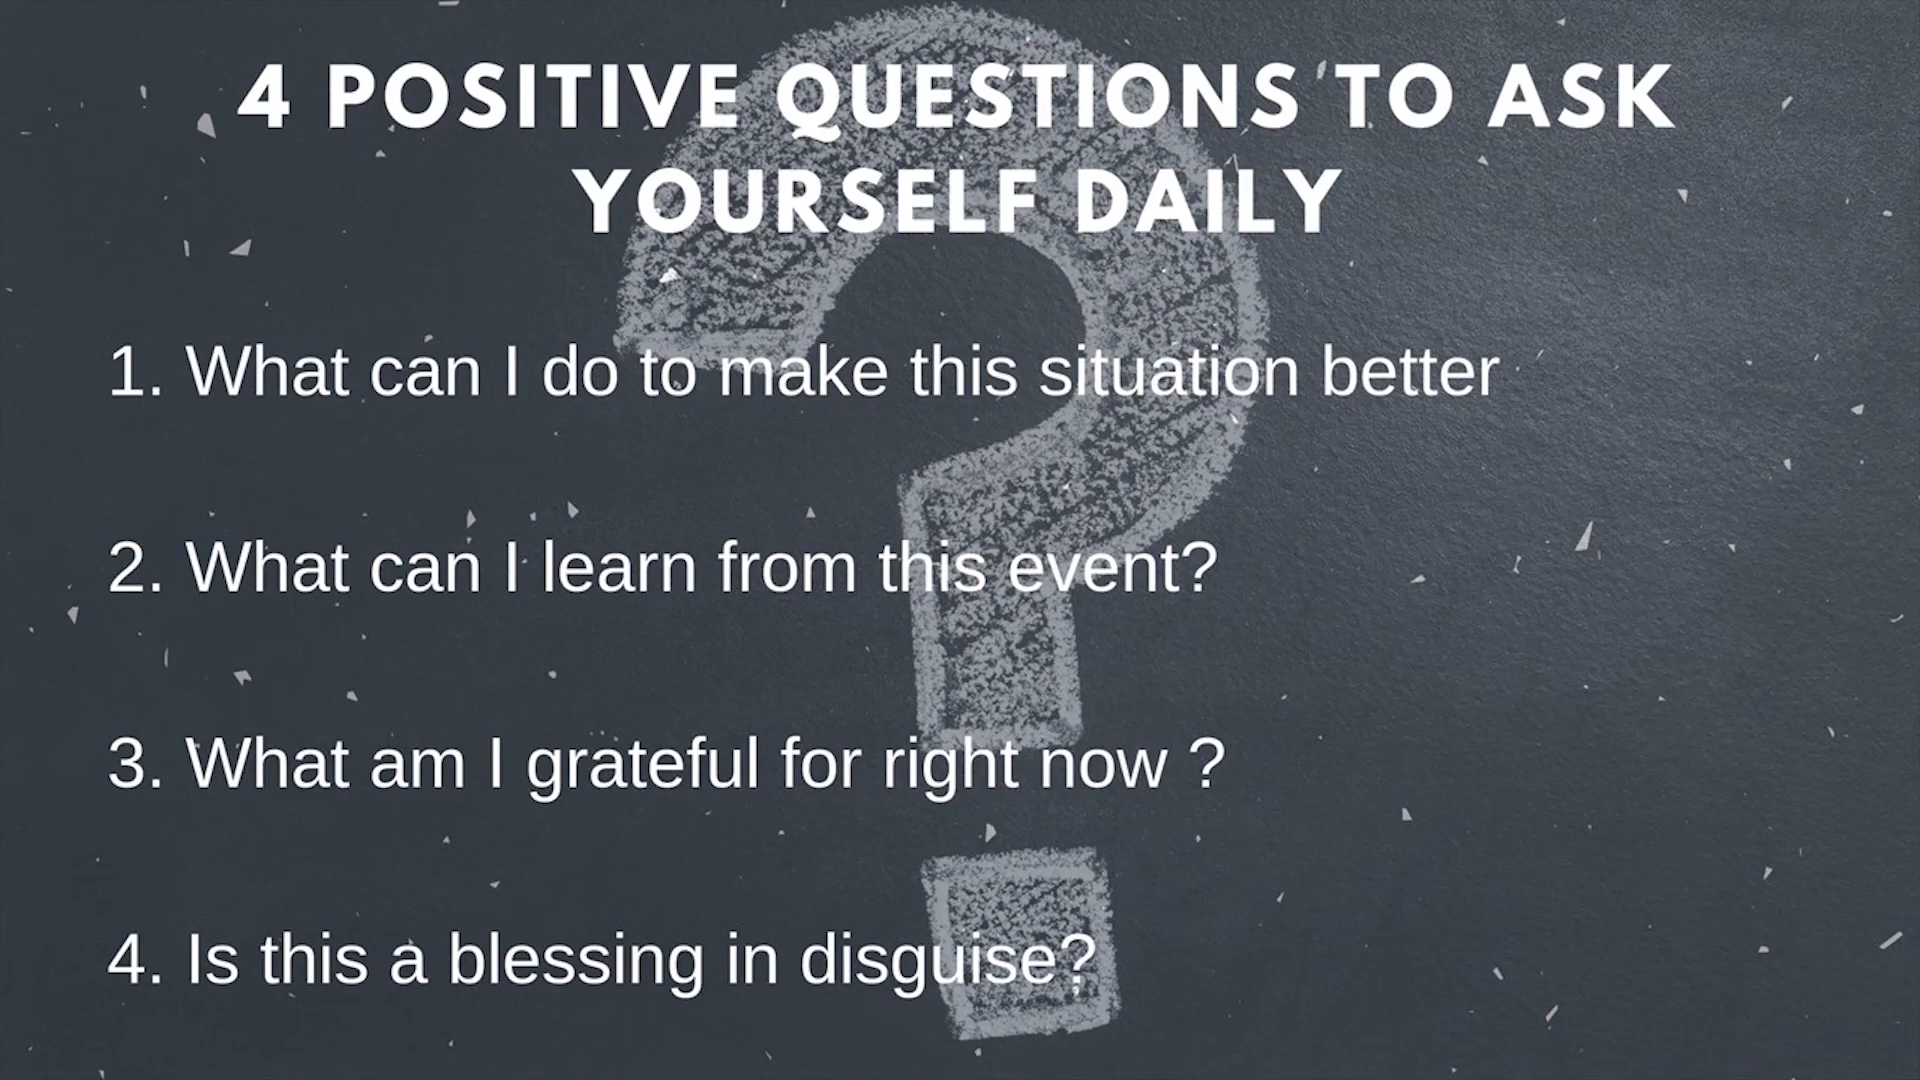 4 POSITIVE QUESTIONS TO ASK
YOURSELF DAILY
1. What can I do to make this situation better
2. What can I learn from this event?
3. What am I grateful for right now ?
4. Is this a blessing in disguise?